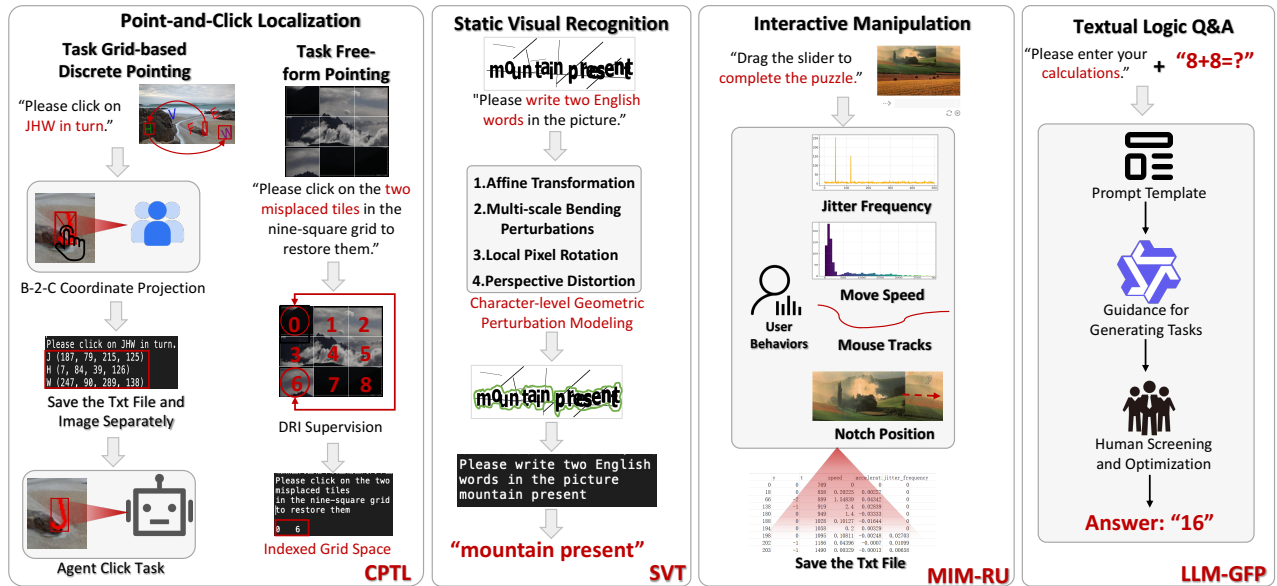 Point-and-Click Localization
Task Grid-based
Discrete Pointing
“Please click on
JHW in turn.”
B-2-C Coordinate Projection
Please click on JHW in turn.
J (187, 79, 215, 125)
H (7, 84, 39, 126)
W (247, 90, 289, 138)
Save the Txt File and
Image Separately
Agent Click Task
Task Free-
form Pointing
“Please click on the two
misplaced tiles in the
nine-square grid to
restore them.”
0 1 2
3 4 5
6 7 8
DRI Supervision
Please click on the two
misplaced tiles
in the nine-square grid
to restore them
0 6
Indexed Grid Space
CPTL
Static Visual Recognition
mountain present
"Please write two English
words in the picture.”
1.Affine Transformation
2.Multi-scale Bending
Perturbations
3.Local Pixel Rotation
4.Perspective Distortion
Character-level Geometric
Perturbation Modeling
mountain present
Please write two English
words in the picture
mountain present
“mountain present”
SVT
Interactive Manipulation
“Drag the slider to
complete the puzzle.”
Jitter Frequency
Move Speed
User
Behaviors
Mouse Tracks
Notch Position
Save the Txt File
MIM-RU
Textual Logic Q&A
“Please enter your
calculations.”
+
“8+8=?”
Prompt Template
Guidance for
Generating Tasks
Human Screening
and Optimization
Answer: “16”
LLM-GFP